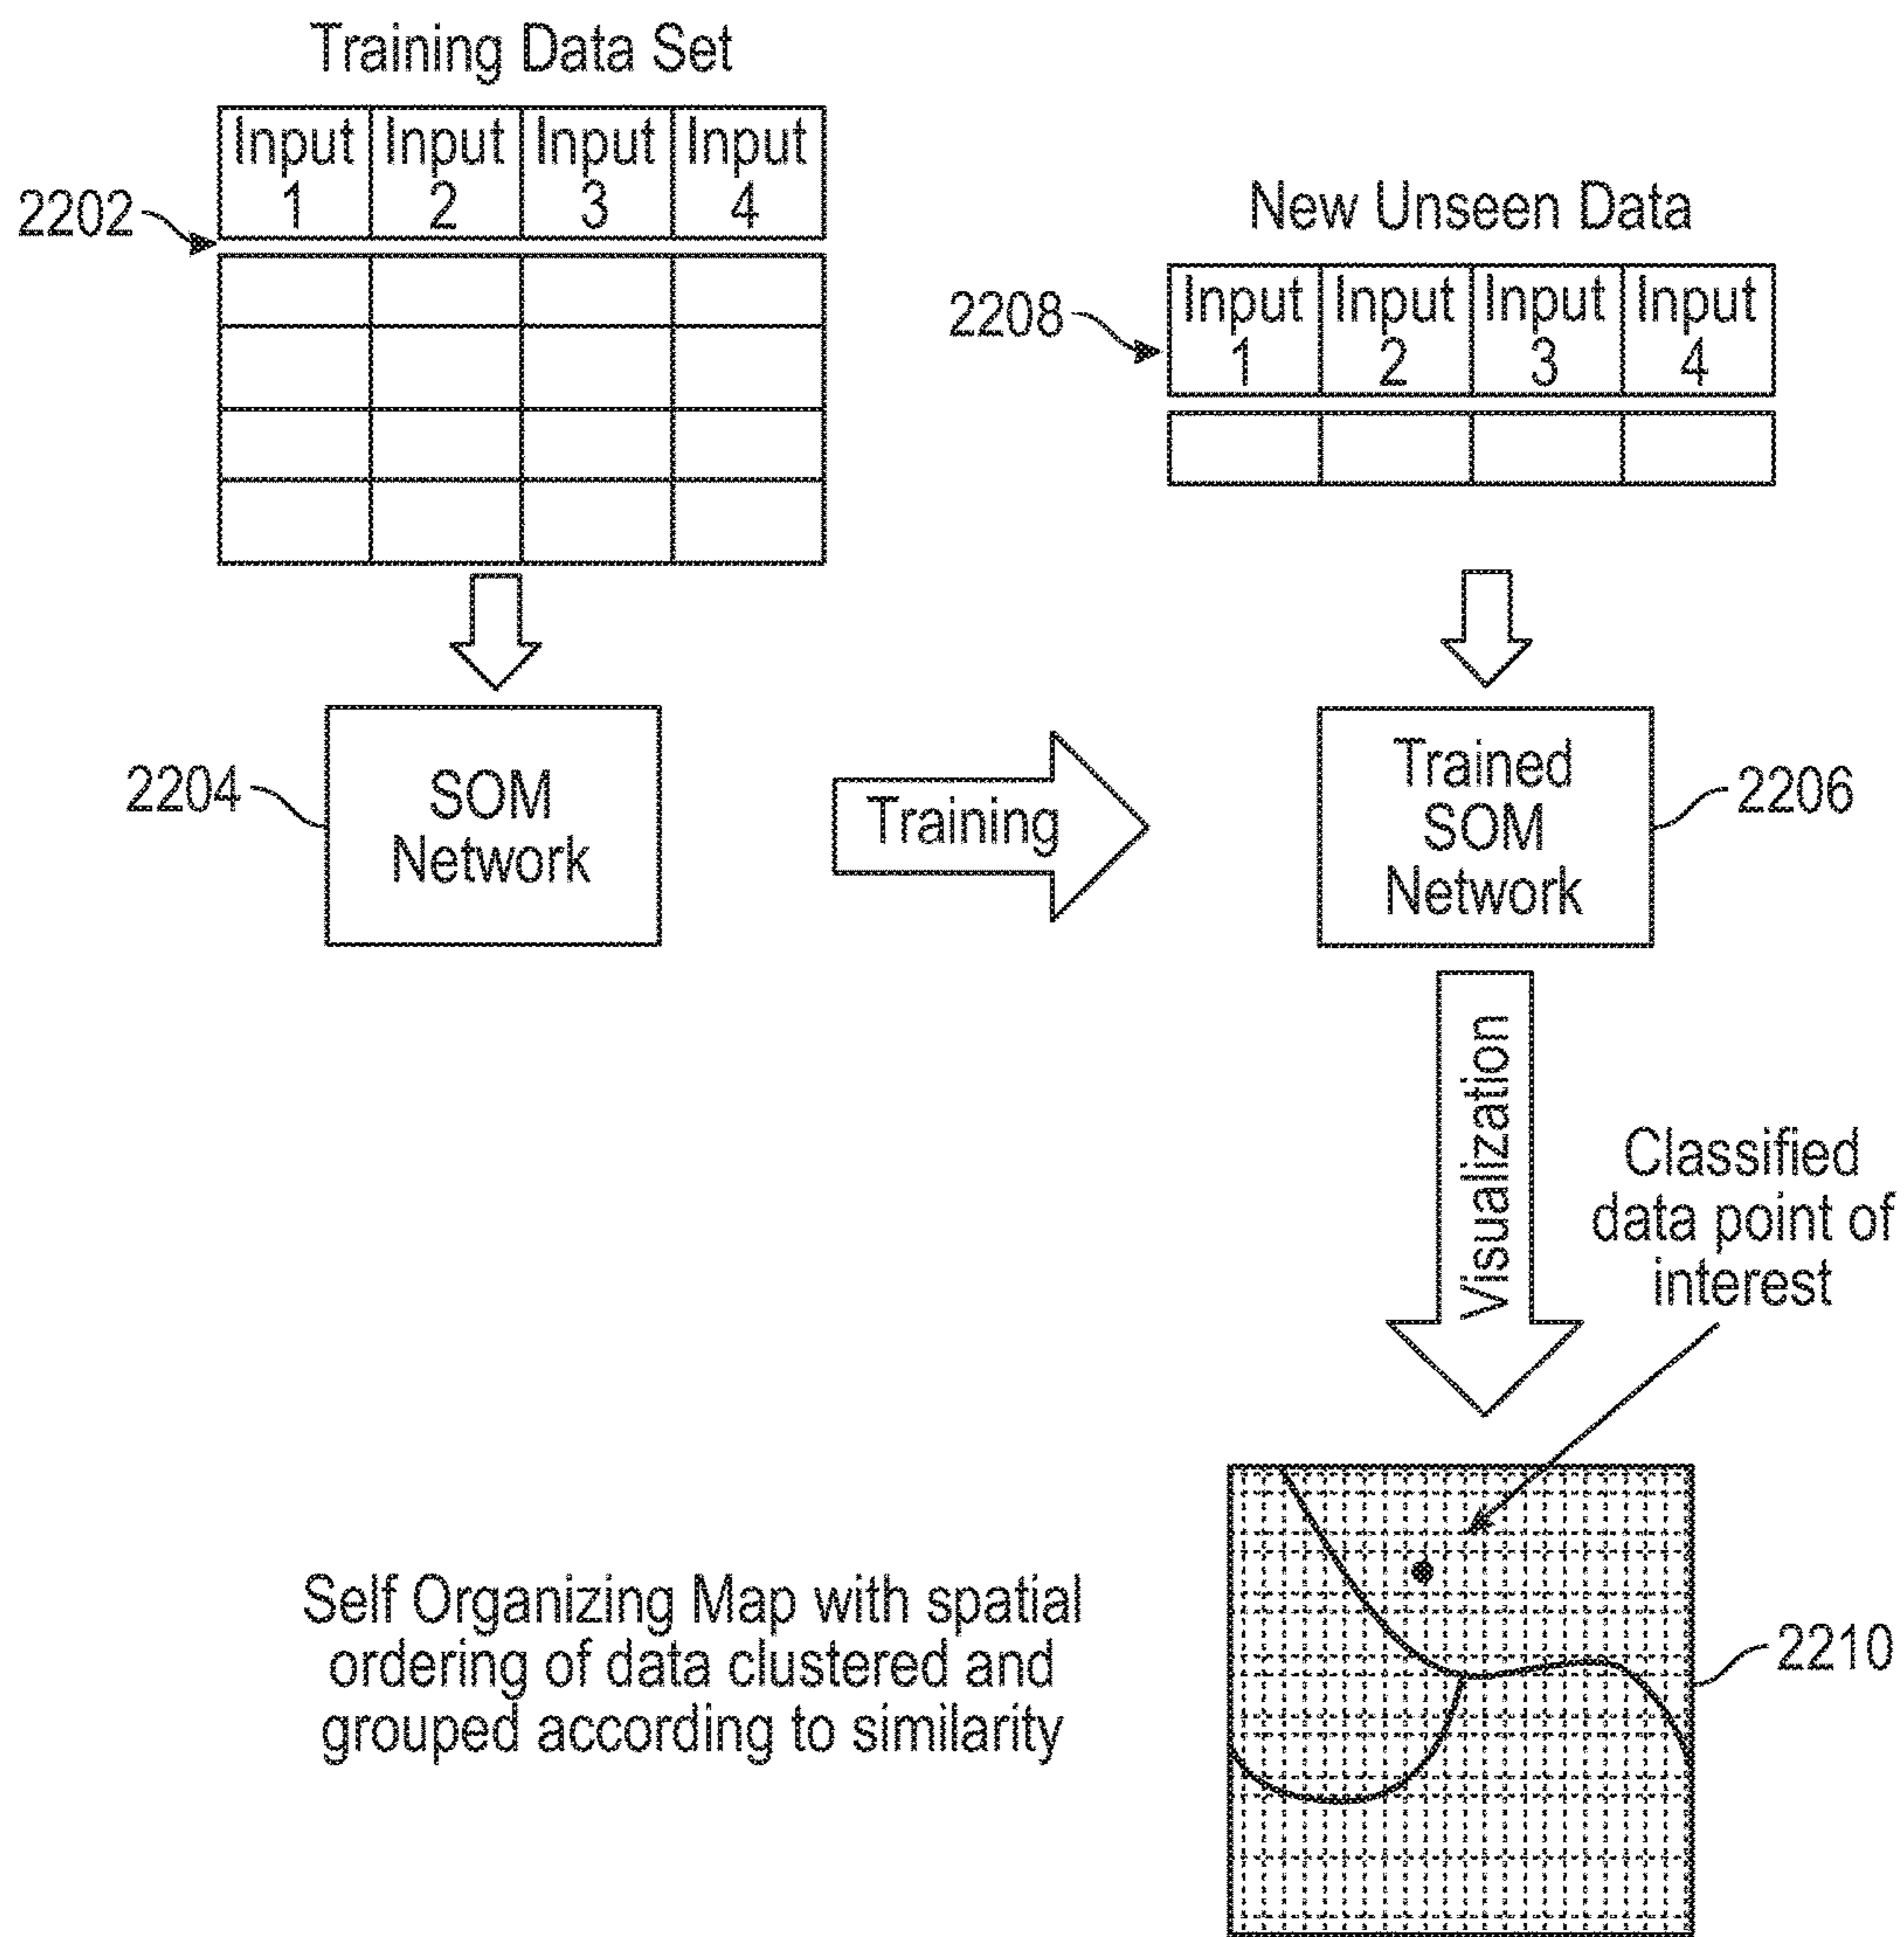 Training Data Set
Input Input Input Input
1 2 3 4
2202
New Unseen Data
2208
Input Input Input Input
1 2 3 4
2204
SOM
Network
Training
Trained
SOM
Network
2206
Visualization
Classified
data point of
interest
Self Organizing Map with spatial
ordering of data clustered and
grouped according to similarity
2210